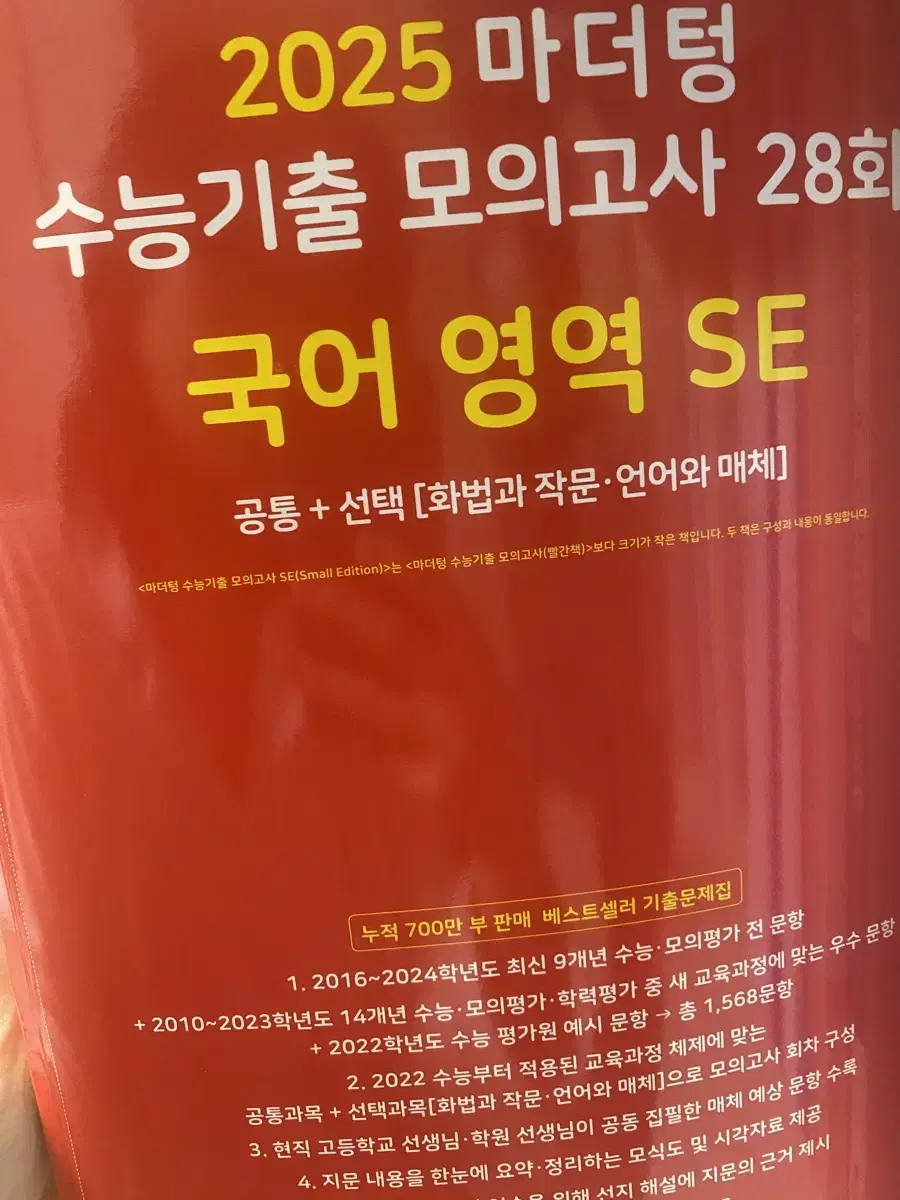 2025 마더텅
수능기출 모의고사 28회
국어 영역 SE
공통 + 선택 [화법과 작문·언어와 매체]
<마더텅 수능기출 모의고사 SE(Small Edition)>는 <마더텅 수능기출 모의고사(빨간책)>보다 크기가 작은 책입니다. 두 책은 구성과 내용이 동일합니다.
누적 700만 부 판매 베스트셀러 기출문제집
1. 2016~2024학년도 최신 9개년 수능·모의평가 전 문항
+ 2010~2023학년도 14개년 수능·모의평가·학력평가 중 새 교육과정에 맞는 우수 문항
+ 2022학년도 수능 평가원 예시 문항 → 총 1,568문항
2. 2022 수능부터 적용된 교육과정 체제에 맞는
공통과목 + 선택과목[화법과 작문·언어와 매체]으로 모의고사 회차 구성
3. 현직 고등학교 선생님·학원 선생님이 공동 집필한 매체 예상 문항 수록
4. 지문 내용을 한눈에 요약·정리하는 모식도 및 시각자료 제공
위해 선지 해설에 지문의 근거 제시